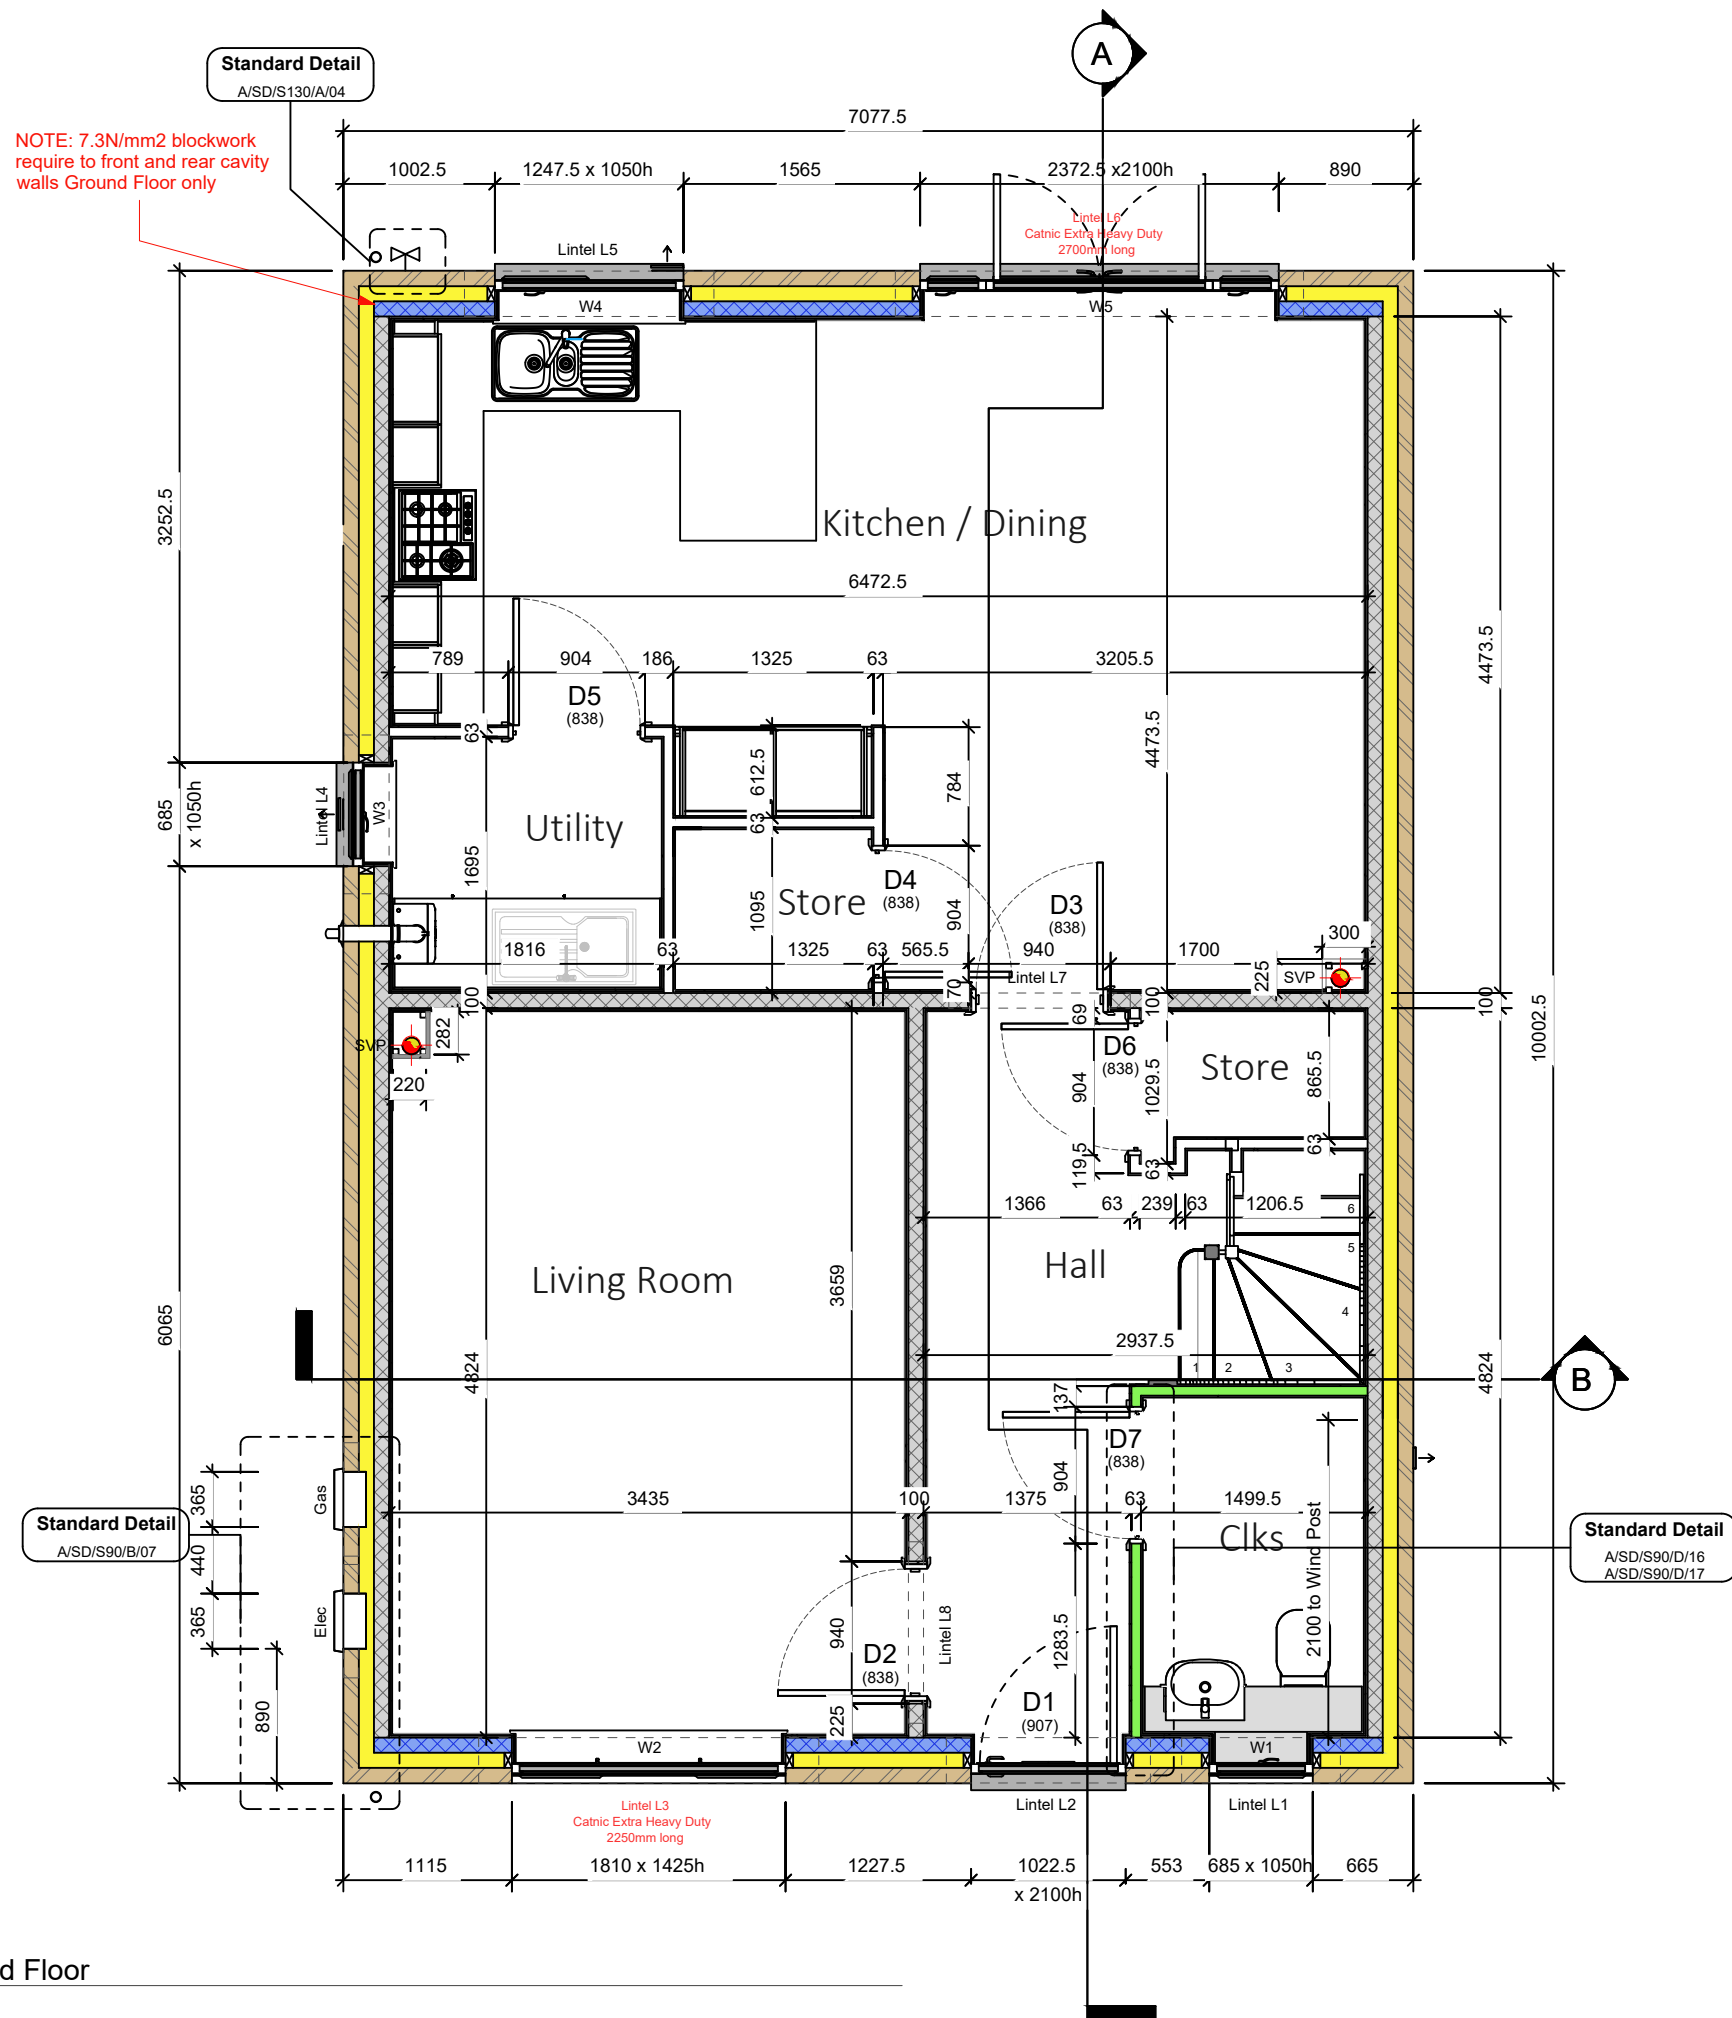 A
Standard Detail
A/SD/S130/A/04
NOTE: 7.3N/mm2 blockwork
require to front and rear cavity
walls Ground Floor only
7077.5
1002.5
1247.5 x 1050h
1565
2372.5 x2100h
890
Lintel L5
Lintel L6
Catnic Extra Heavy Duty
2700mm long
W4
W5
3252.5
Kitchen / Dining
6472.5
4473.5
4473.5
789
904
186
1325
63
3205.5
D5
(838)
63
612.5
784
685
x 1050h
Lintel L4
W3
Utility
63
1695
Store
1095
D4
(838)
904
D3
(838)
300
1816
63
1325
63
565.5
940
1700
Lintel L7
225
SVP
70
100
100
100
10002.5
SVP
282
220
69
D6
(838)
904
1029.5
Store
865.5
119.5
63
63
1366
63
239
63
1206.5
6
5
4
3
2
1
Living Room
3659
Hall
6065
4824
2937.5
4824
B
137
D7
(838)
904
365
Gas
440
Elec
365
890
Standard Detail
A/SD/S90/B/07
3435
100
1375
63
1499.5
Clks
2100 to Wind Post
Standard Detail
A/SD/S90/D/16
A/SD/S90/D/17
940
D2
(838)
Lintel L8
1283.5
D1
(907)
225
W2
W1
Lintel L3
Catnic Extra Heavy Duty
2250mm long
Lintel L2
Lintel L1
1115
1810 x 1425h
1227.5
1022.5
x 2100h
553
685 x 1050h
665
d Floor